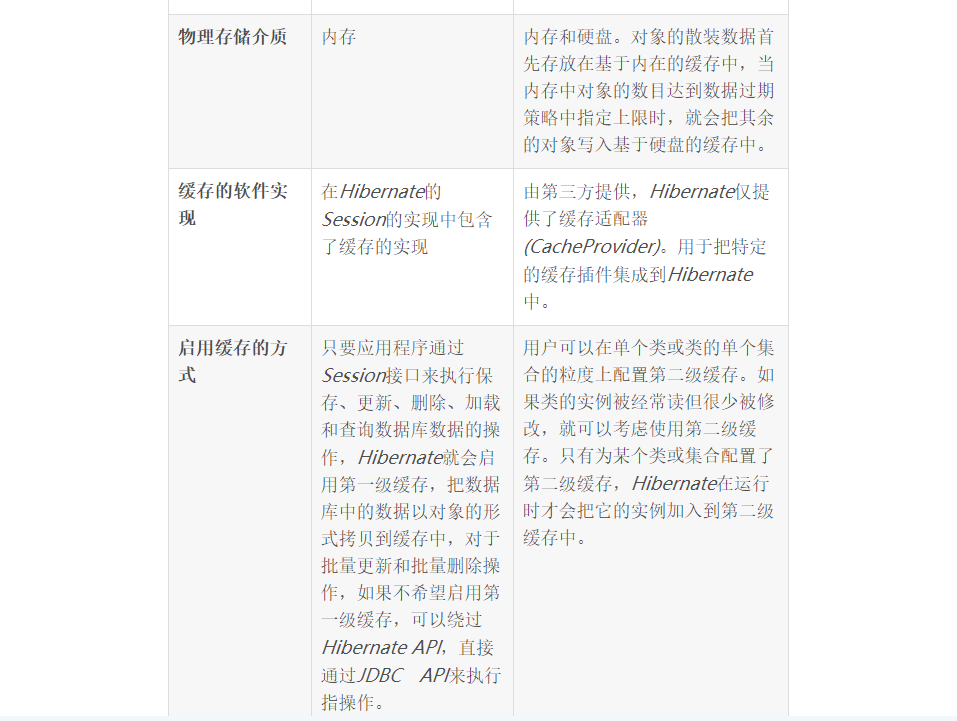 物理存储介质
内存
内存和硬盘。对象的散装数据首
先存放在基于内在的缓存中，当
内存中对象的数目达到数据过期
策略中指定上限时，就会把其余
的对象写入基于硬盘的缓存中。
缓存的软件实
现
在Hibernate的
Session的实现中包含
了缓存的实现
由第三方提供，Hibernate仅提
供了缓存适配器
(CacheProvider)。用于把特定
的缓存插件集成到Hibernate
中。
启用缓存的方
式
只要应用程序通过
Session接口来执行保
存、更新、删除、加载
和查询数据库数据的操
作，Hibernate就会启
用第一级缓存，把数据
库中的数据以对象的形
式拷贝到缓存中，对于
批量更新和批量删除操
作，如果不希望启用第
一级缓存，可以绕过
Hibernate API，直接
通过JDBC API来执行
指操作。
用户可以在单个类或类的单个集
合的粒度上配置第二级缓存。如
果类的实例被经常读但很少被修
改，就可以考虑使用第二级缓
存。只有为某个类或集合配置了
第二级缓存，Hibernate在运行
时才会把它的实例加入到第二级
缓存中。